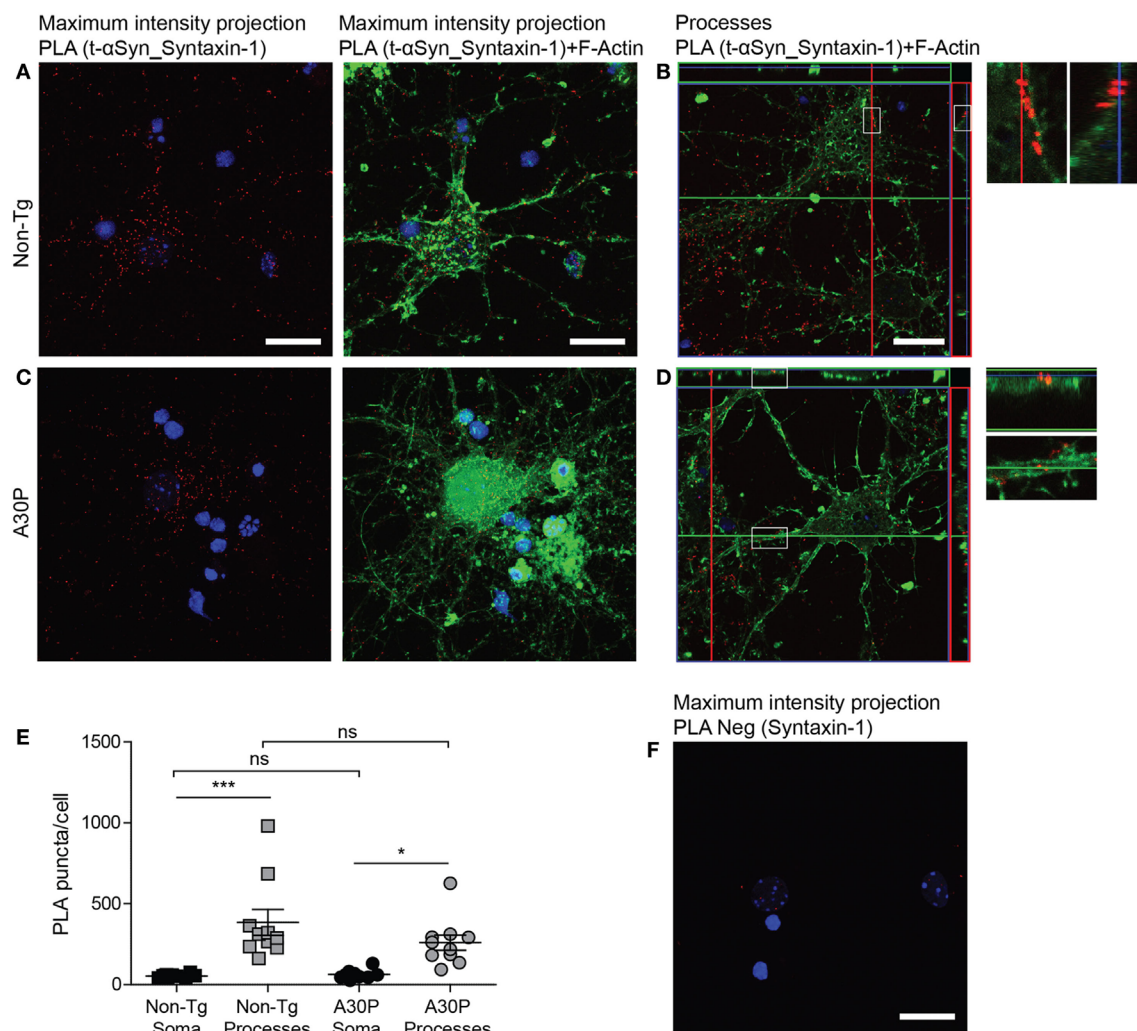 Maximum intensity projection
PLA (t-αSyn_Syntaxin-1)
Maximum intensity projection
PLA (t-αSyn_Syntaxin-1)+F-Actin
Processes
PLA (t-αSyn_Syntaxin-1)+F-Actin
A
B
Non-Tg
C
D
A30P
Maximum intensity projection
PLA Neg (Syntaxin-1)
E
F
1500
1000
500
0
PLA puncta/cell
ns
ns
***
*
Non-Tg
Soma
Non-Tg
Processes
A30P
Soma
A30P
Processes